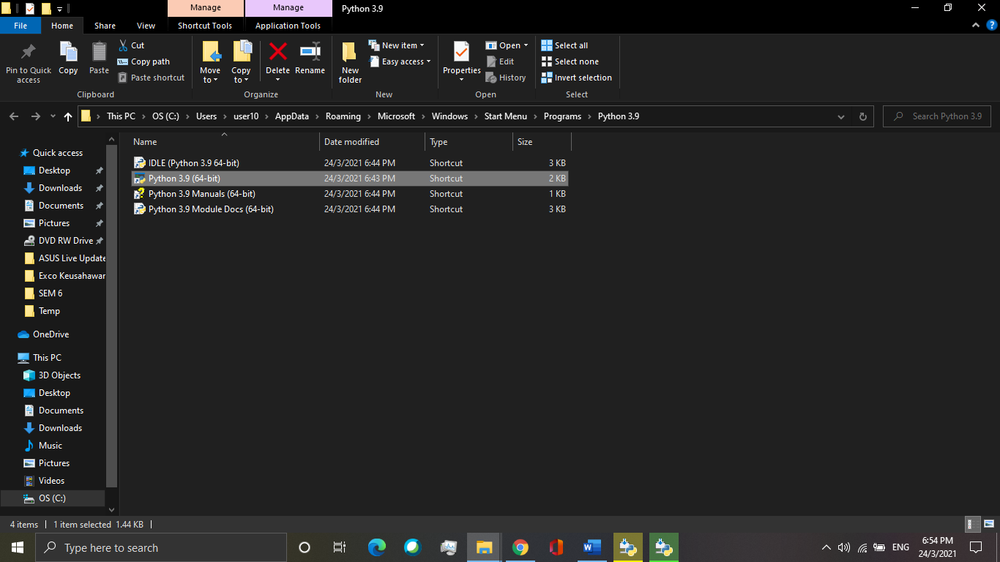 Manage Manage Python 3.9
File Home Share View Shortcut Tools Application Tools
Pin to Quick access
Copy
Paste
Cut
Copy path
Paste shortcut
Clipboard
Move to
Copy to
Delete
Rename
Organize
New folder
New item
Easy access
New
Properties
Open
Edit
History
Open
Select all
Select none
Invert selection
Select
This PC › OS (C:) › Users › user10 › AppData › Roaming › Microsoft › Windows › Start Menu › Programs › Python 3.9
Search Python 3.9
Quick access
Desktop
Downloads
Documents
Pictures
DVD RW Drive
ASUS Live Update
Exco Keusahawar
SEM 6
Temp
OneDrive
This PC
3D Objects
Desktop
Documents
Downloads
Music
Pictures
Videos
OS (C:)
Name Date modified Type Size
IDLE (Python 3.9 64-bit) 24/3/2021 6:44 PM Shortcut 3 KB
Python 3.9 (64-bit) 24/3/2021 6:43 PM Shortcut 2 KB
Python 3.9 Manuals (64-bit) 24/3/2021 6:44 PM Shortcut 1 KB
Python 3.9 Module Docs (64-bit) 24/3/2021 6:44 PM Shortcut 3 KB
4 items 1 item selected 1.44 KB
Type here to search
ENG
6:54 PM
24/3/2021